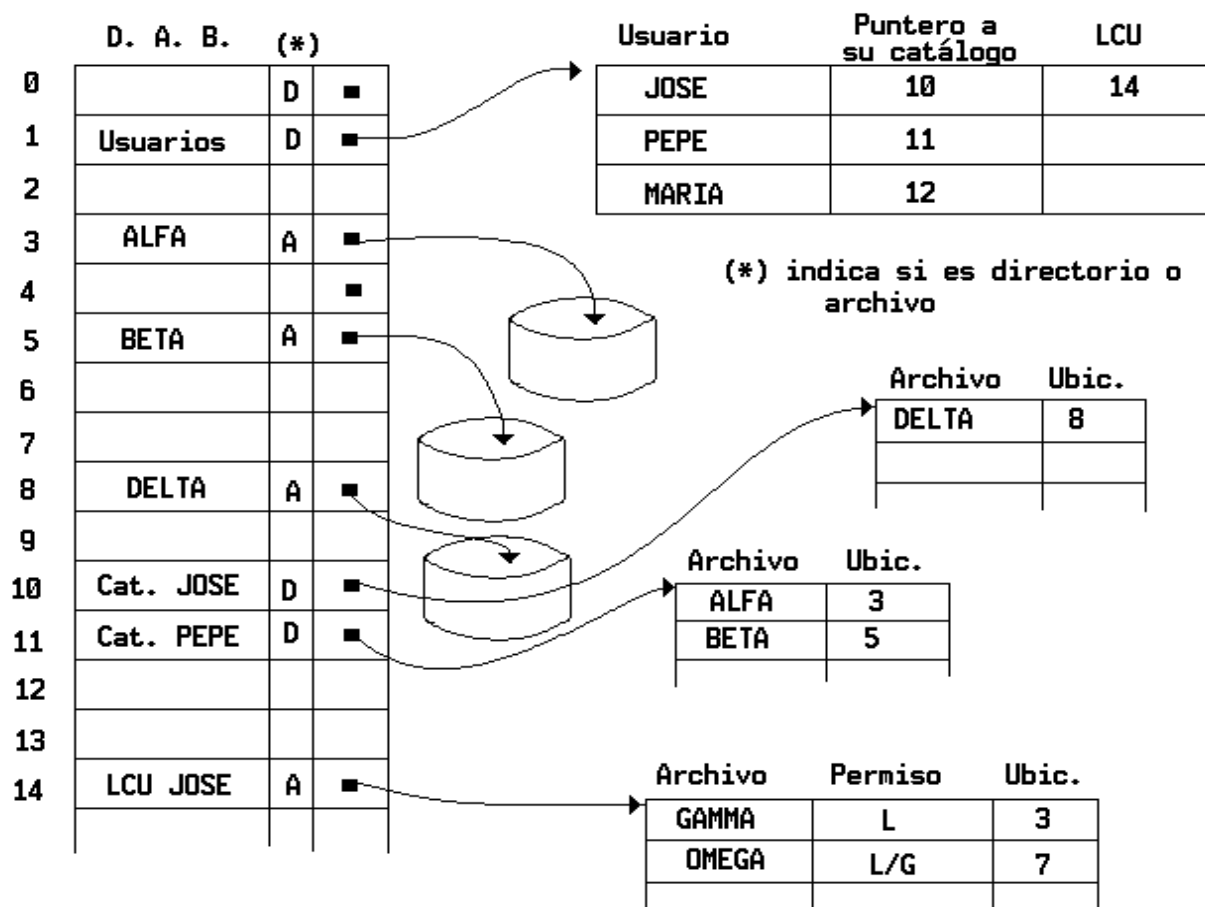 D. A. B. (*)
0 D
1 Usuarios D
2
3 ALFA A
4
5 BETA A
6
7
8 DELTA A
9
10 Cat. JOSE D
11 Cat. PEPE D
12
13
14 LCU JOSE A
Usuario Puntero a su catálogo LCU
JOSE 10 14
PEPE 11
MARIA 12
(*) indica si es directorio o
archivo
Archivo Ubic.
DELTA 8
Archivo Ubic.
ALFA 3
BETA 5
Archivo Permiso Ubic.
GAMMA L 3
OMEGA L/G 7